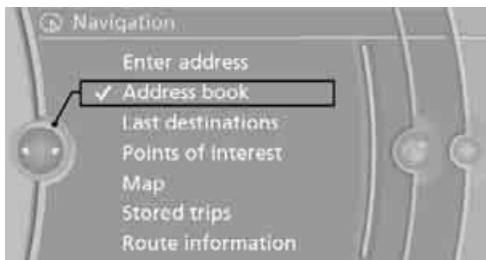 Navigation
Enter address
Address book
Last destinations
Points of interest
Map
Stored trips
Route information